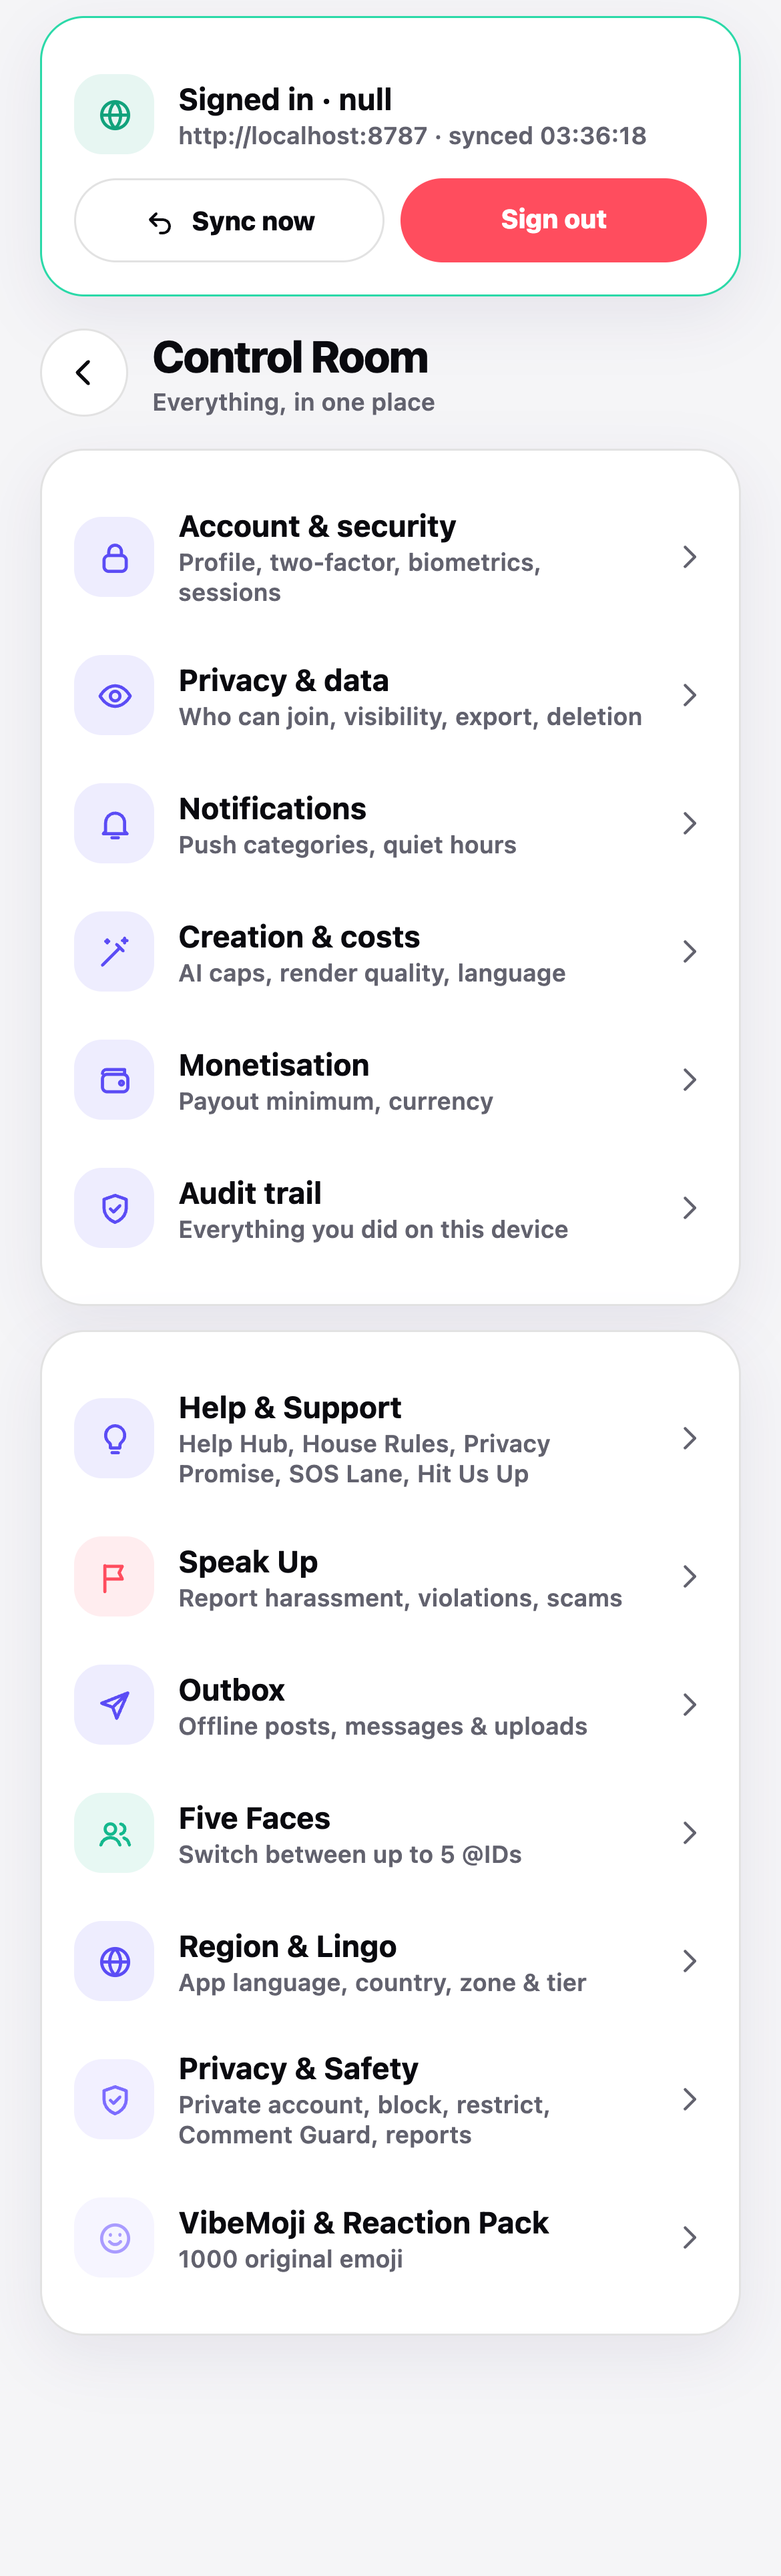 Signed in · null
http://localhost:8787 · synced 03:36:18
Sync now
Sign out
Control Room
Everything, in one place
Account & security
Profile, two-factor, biometrics,
sessions
Privacy & data
Who can join, visibility, export, deletion
Notifications
Push categories, quiet hours
Creation & costs
AI caps, render quality, language
Monetisation
Payout minimum, currency
Audit trail
Everything you did on this device
Help & Support
Help Hub, House Rules, Privacy
Promise, SOS Lane, Hit Us Up
Speak Up
Report harassment, violations, scams
Outbox
Offline posts, messages & uploads
Five Faces
Switch between up to 5 @IDs
Region & Lingo
App language, country, zone & tier
Privacy & Safety
Private account, block, restrict,
Comment Guard, reports
VibeMoji & Reaction Pack
1000 original emoji